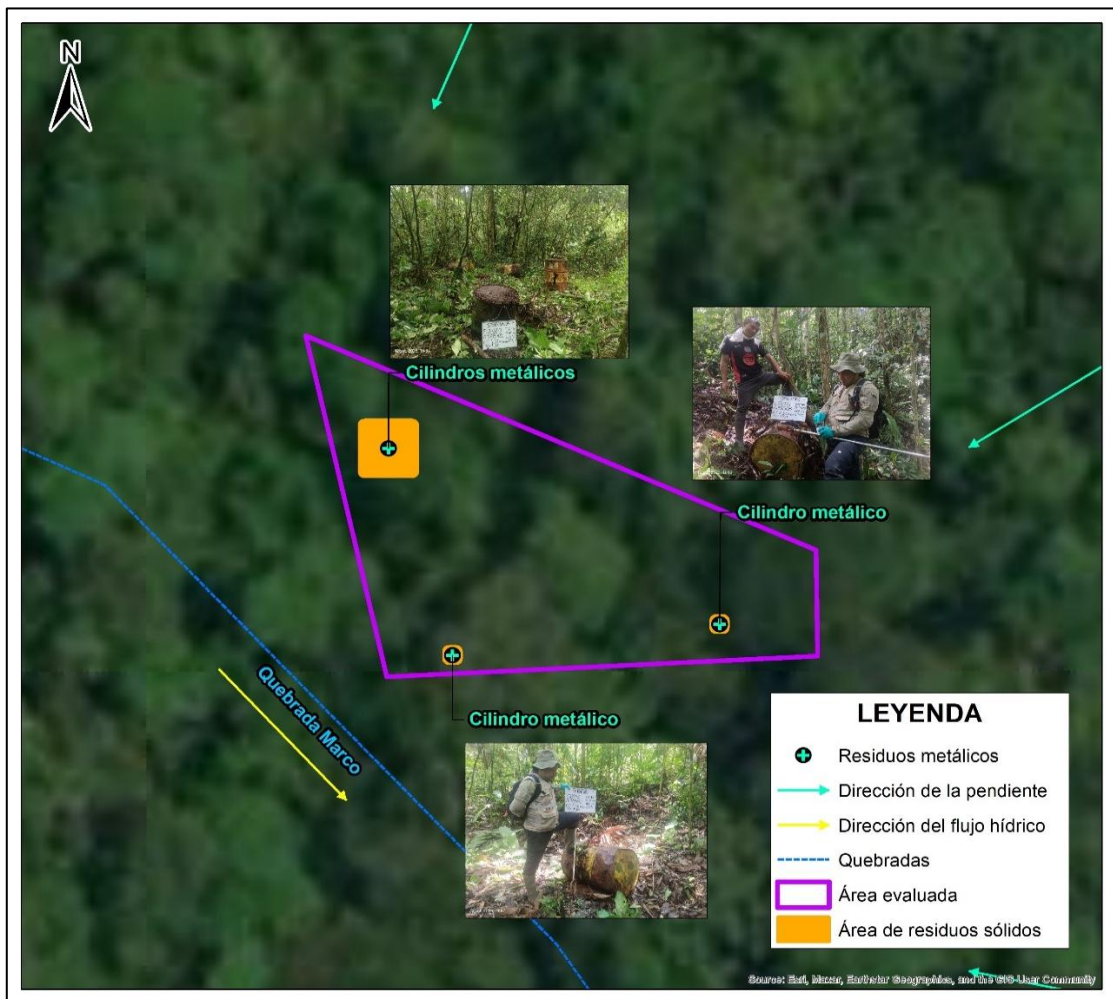 N
Cilindros metálicos
Cilindro metálico
Cilindro metálico
Quebrada Marco
LEYENDA
Residuos metálicos
Dirección de la pendiente
Dirección del flujo hídrico
Quebradas
Área evaluada
Área de residuos sólidos
Source: Esri, Maxar, Earthstar Geographics, and the GIS User Community